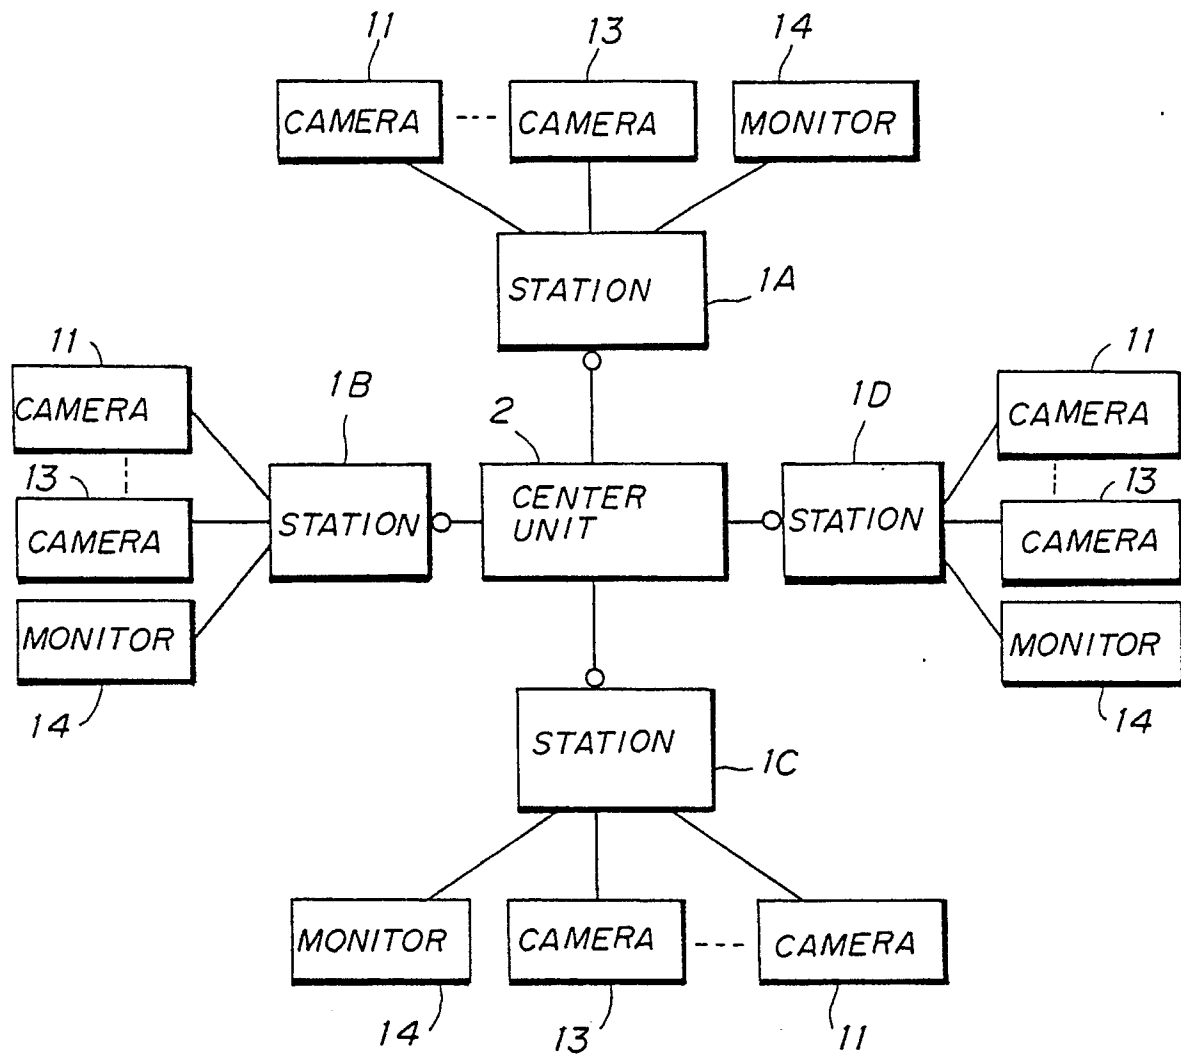 11
13
14
CAMERA
CAMERA
MONITOR
STATION
1A
11
CAMERA
13
CAMERA
MONITOR
14
1B
STATION
2
CENTER
UNIT
1D
STATION
11
CAMERA
13
CAMERA
MONITOR
14
STATION
1C
MONITOR
CAMERA
CAMERA
14
13
11